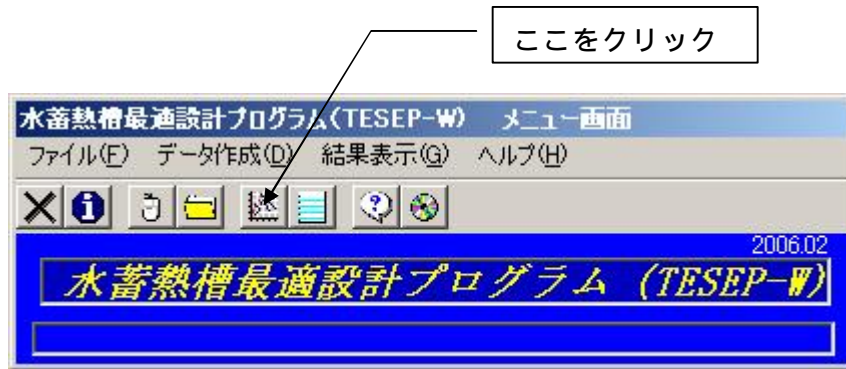 ここをクリック
水蓄熱槽最適設計プログラム(TESEP-W) メニュー画面
ファイル(F) データ作成(D) 結果表示(G) ヘルプ(H)
2006.02
水蓄熱槽最適設計プログラム (TESEP-W)